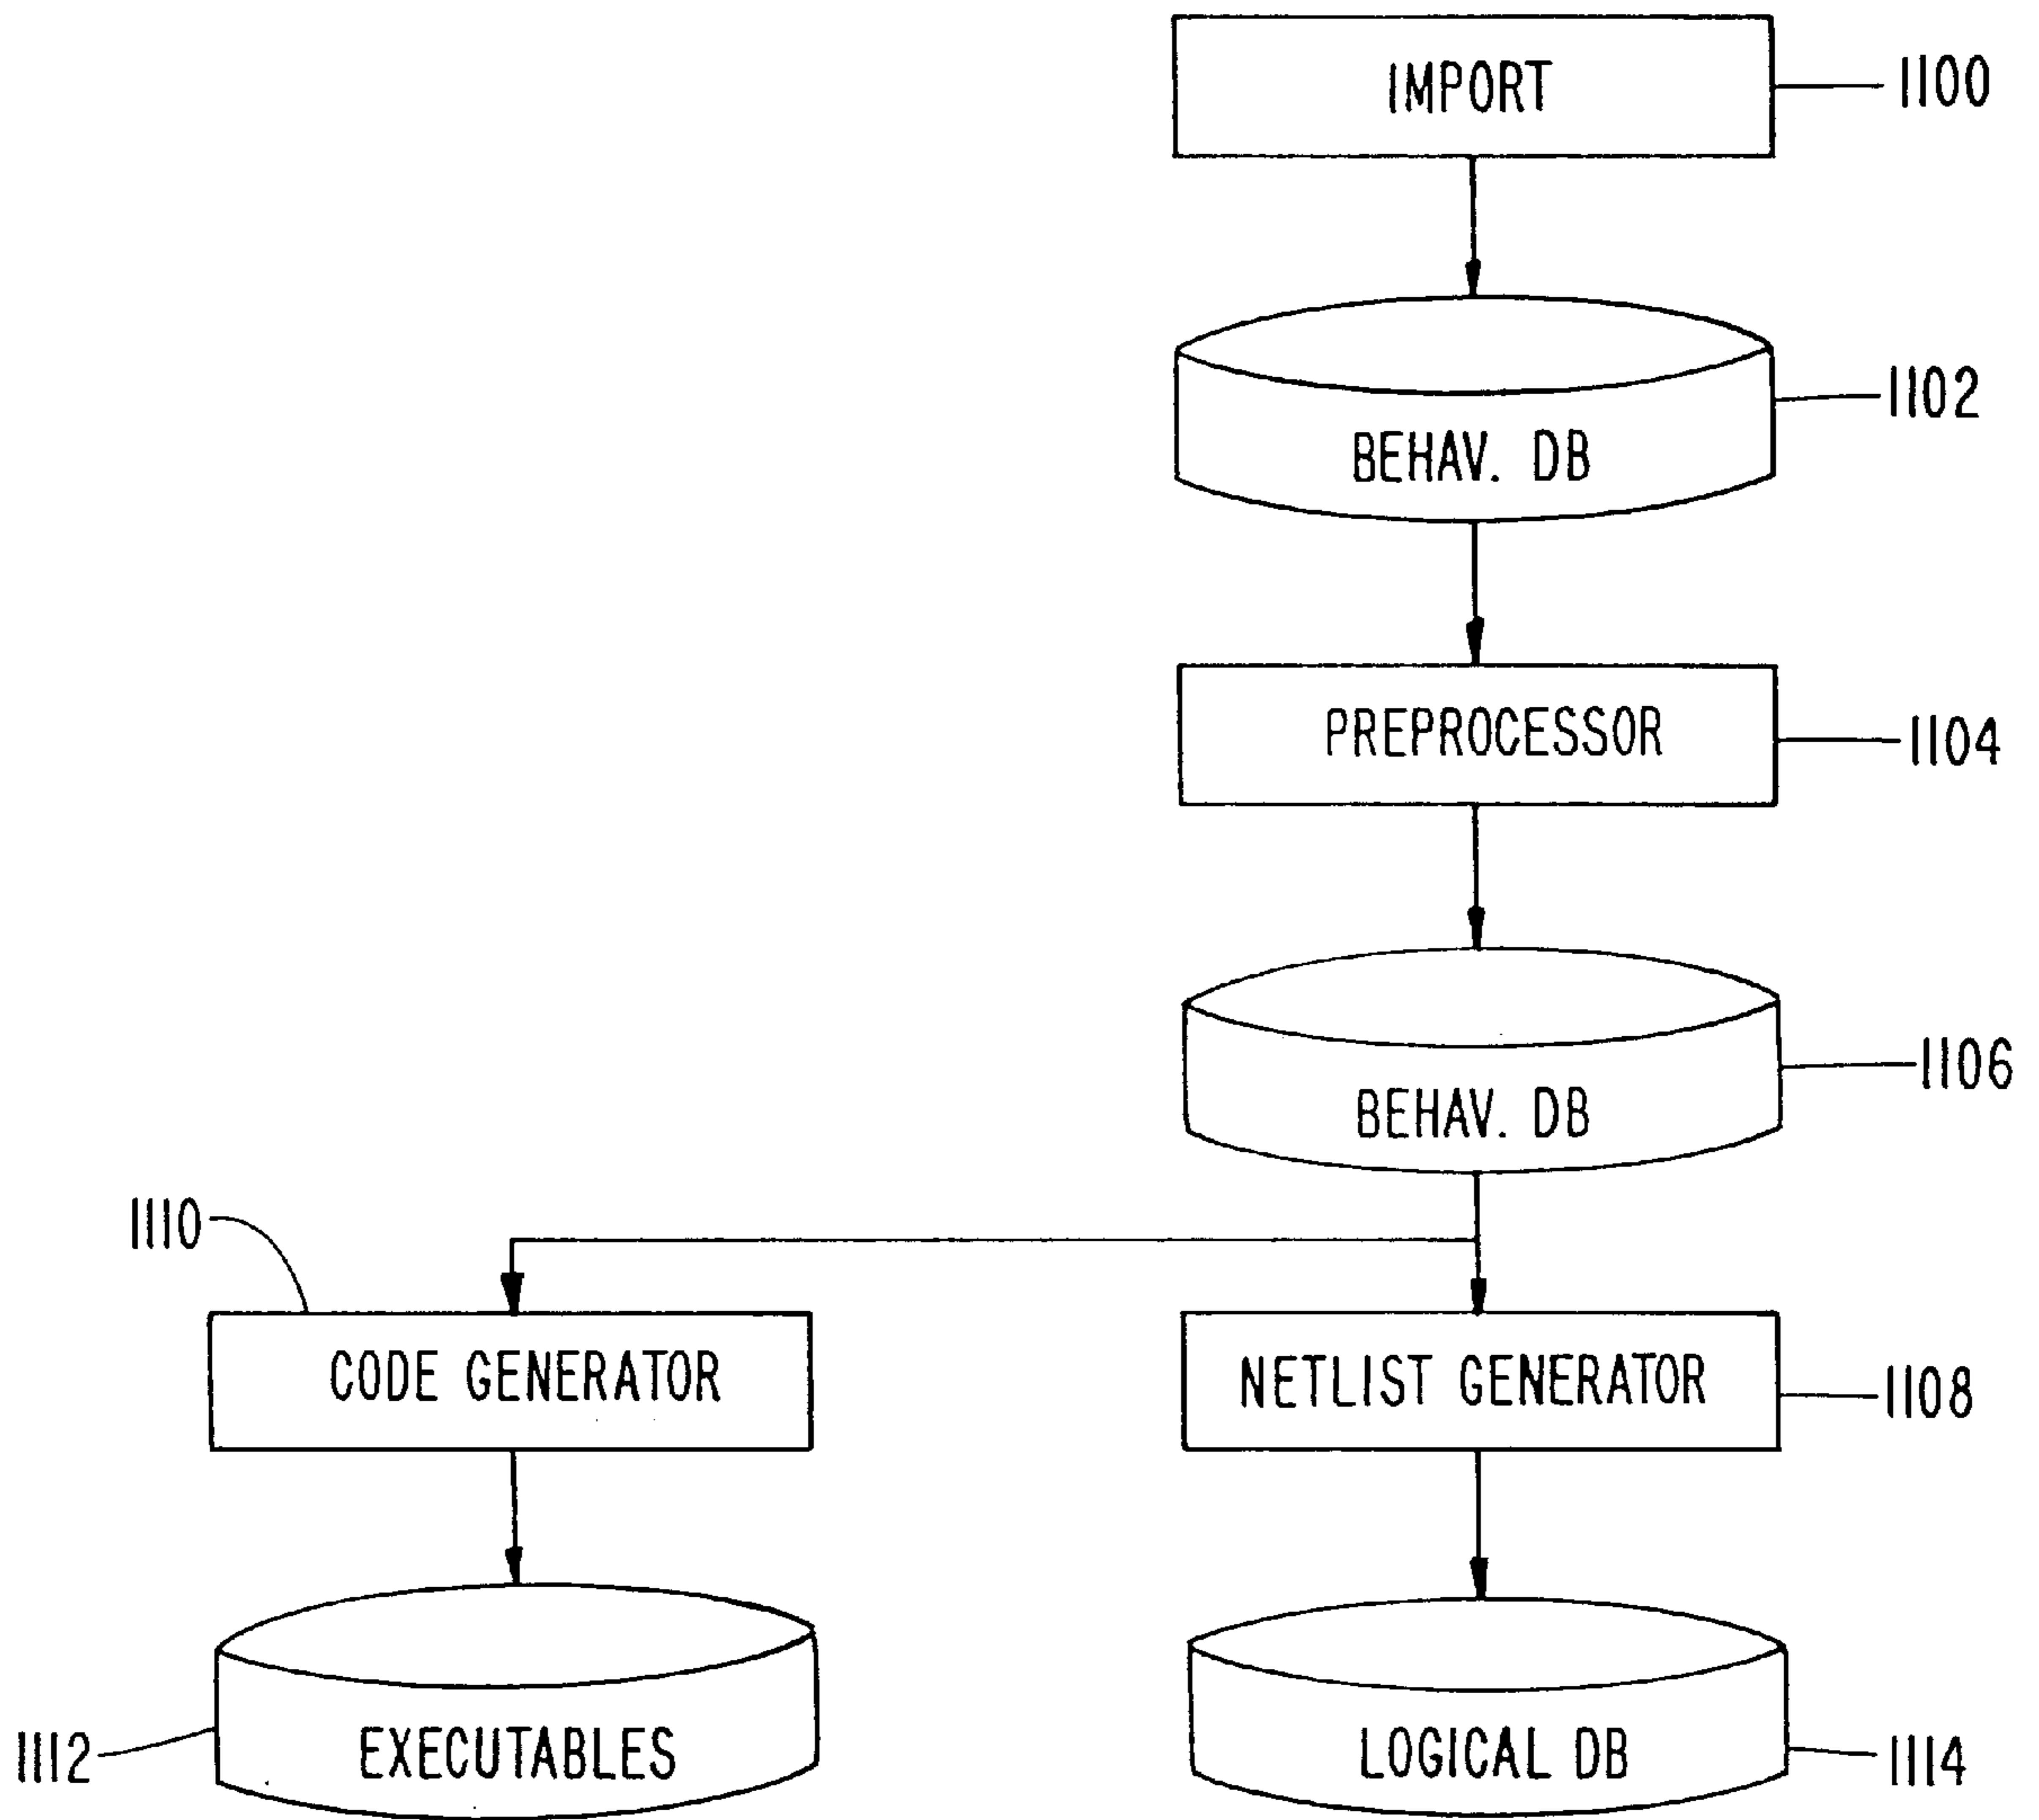 IMPORT
1100
BEHAV. DB
1102
PREPROCESSOR
1104
BEHAV. DB
1106
1110
CODE GENERATOR
NETLIST GENERATOR
1108
EXECUTABLES
1112
LOGICAL DB
1114